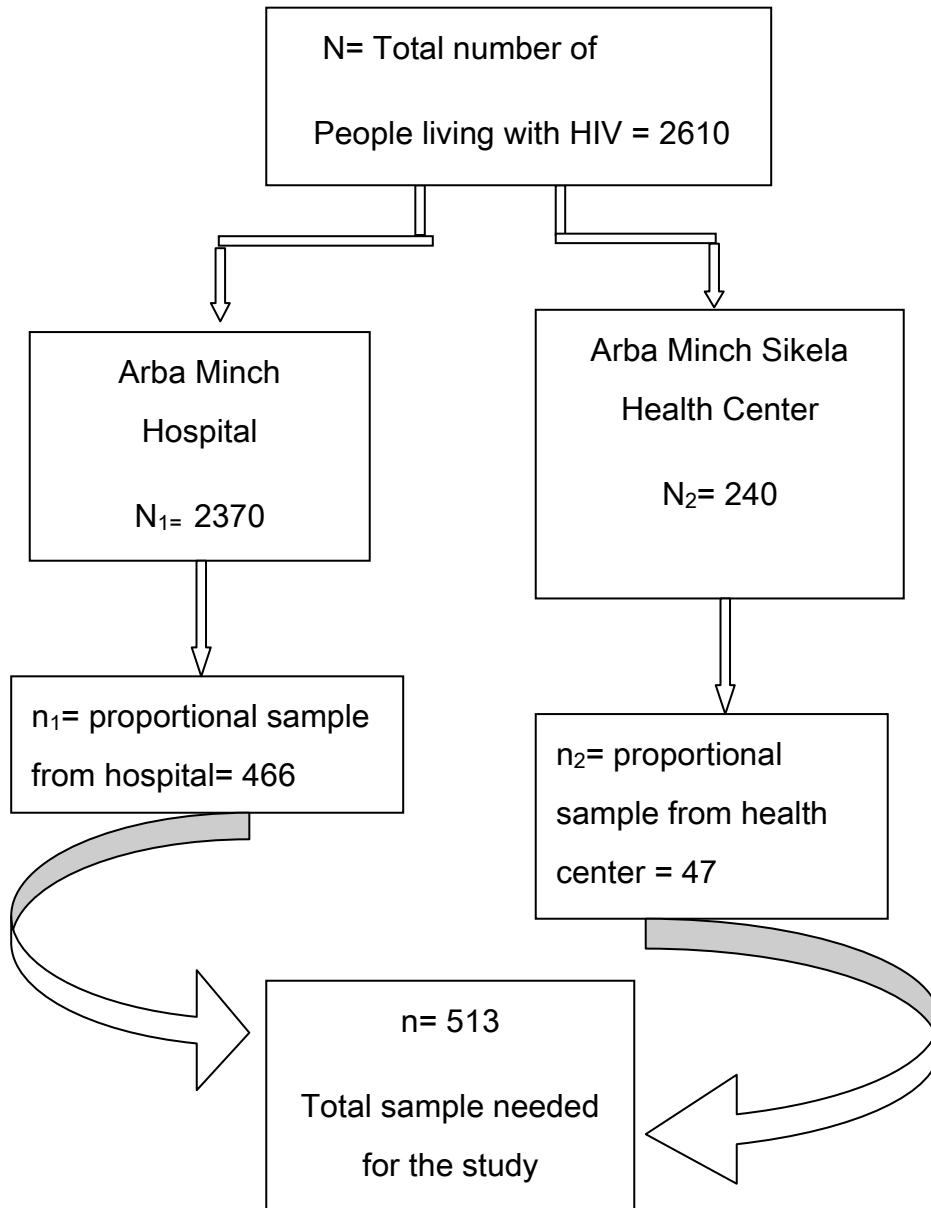 N= Total number of
People living with HIV = 2610
Arba Minch
Hospital
N₁= 2370
Arba Minch Sikela
Health Center
N₂= 240
n₁= proportional sample
from hospital= 466
n₂= proportional
sample from health
center = 47
n= 513
Total sample needed
for the study